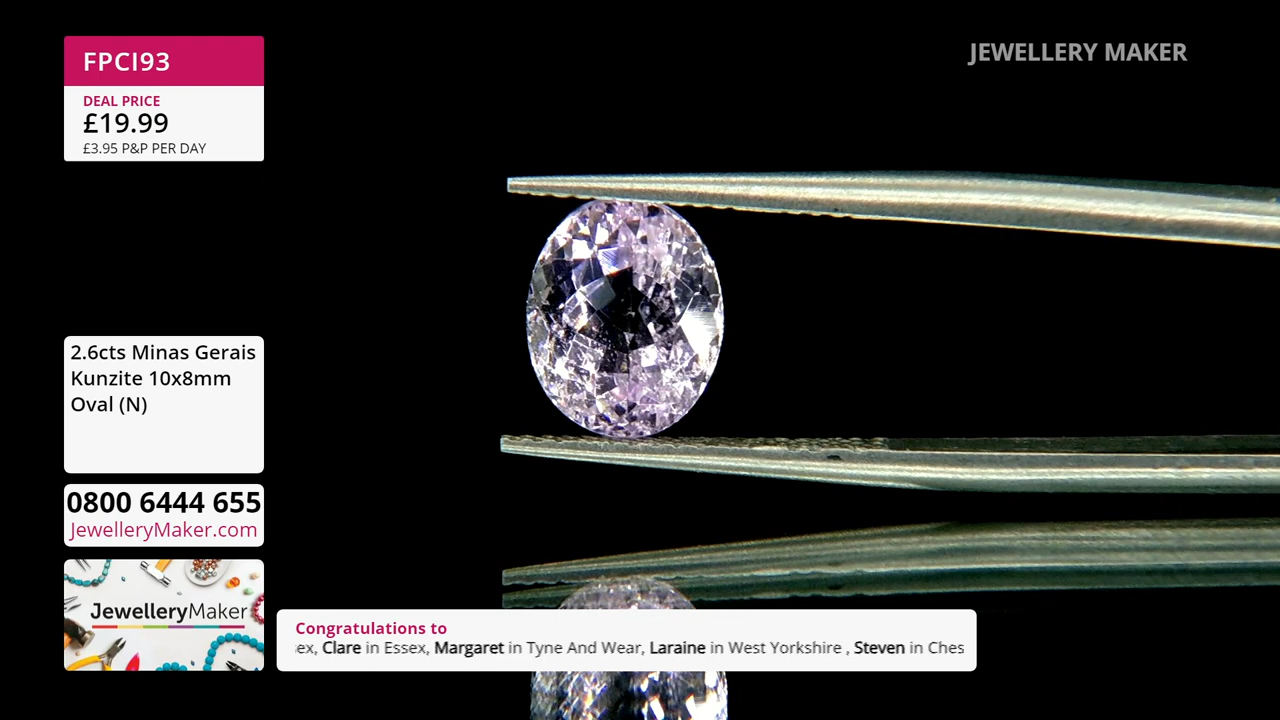 FPCI93
DEAL PRICE
£19.99
£3.95 P&P PER DAY
JEWELLERY MAKER
2.6cts Minas Gerais
Kunzite 10x8mm
Oval (N)
0800 6444 655
JewelleryMaker.com
JewelleryMaker
Congratulations to
ex, Clare in Essex, Margaret in Tyne And Wear, Laraine in West Yorkshire , Steven in Ches